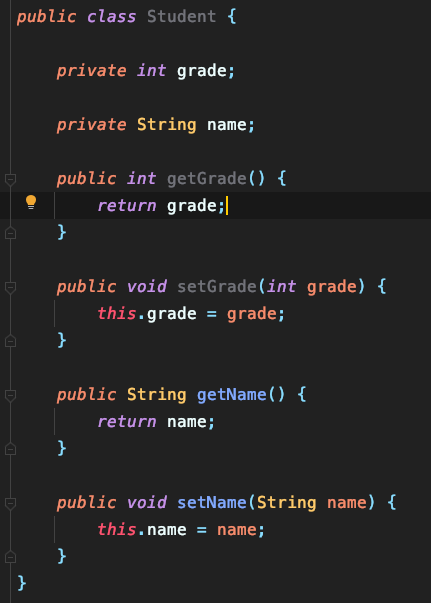 public class Student {
private int grade;
private String name;
public int getGrade() {
return grade;
}
public void setGrade(int grade) {
this.grade = grade;
}
public String getName() {
return name;
}
public void setName(String name) {
this.name = name;
}
}